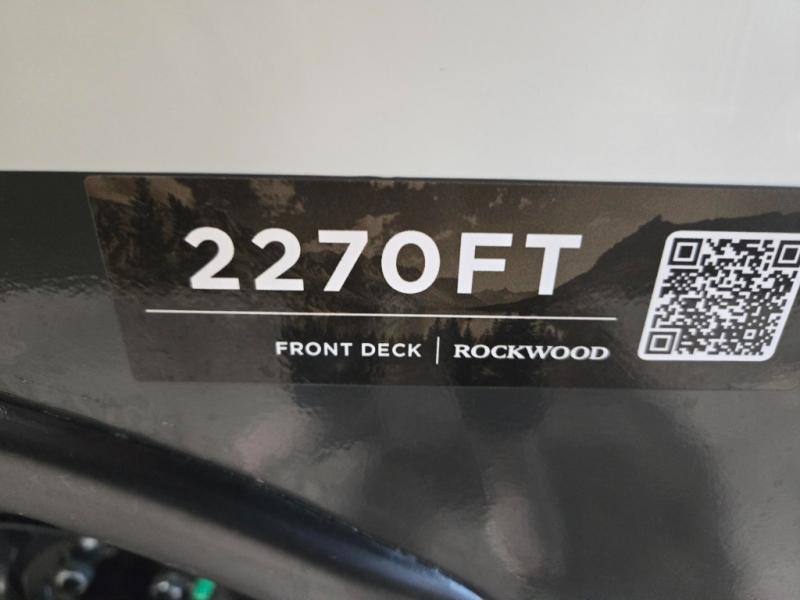 2270FT
FRONT DECK | ROCKWOOD